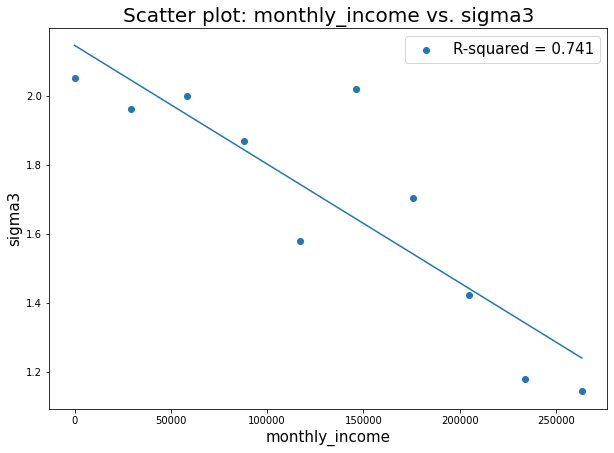 Scatter plot: monthly_income vs. sigma3
R-squared = 0.741
2.0
1.8
1.6
1.4
1.2
sigma3
0
50000
100000
150000
200000
250000
monthly_income